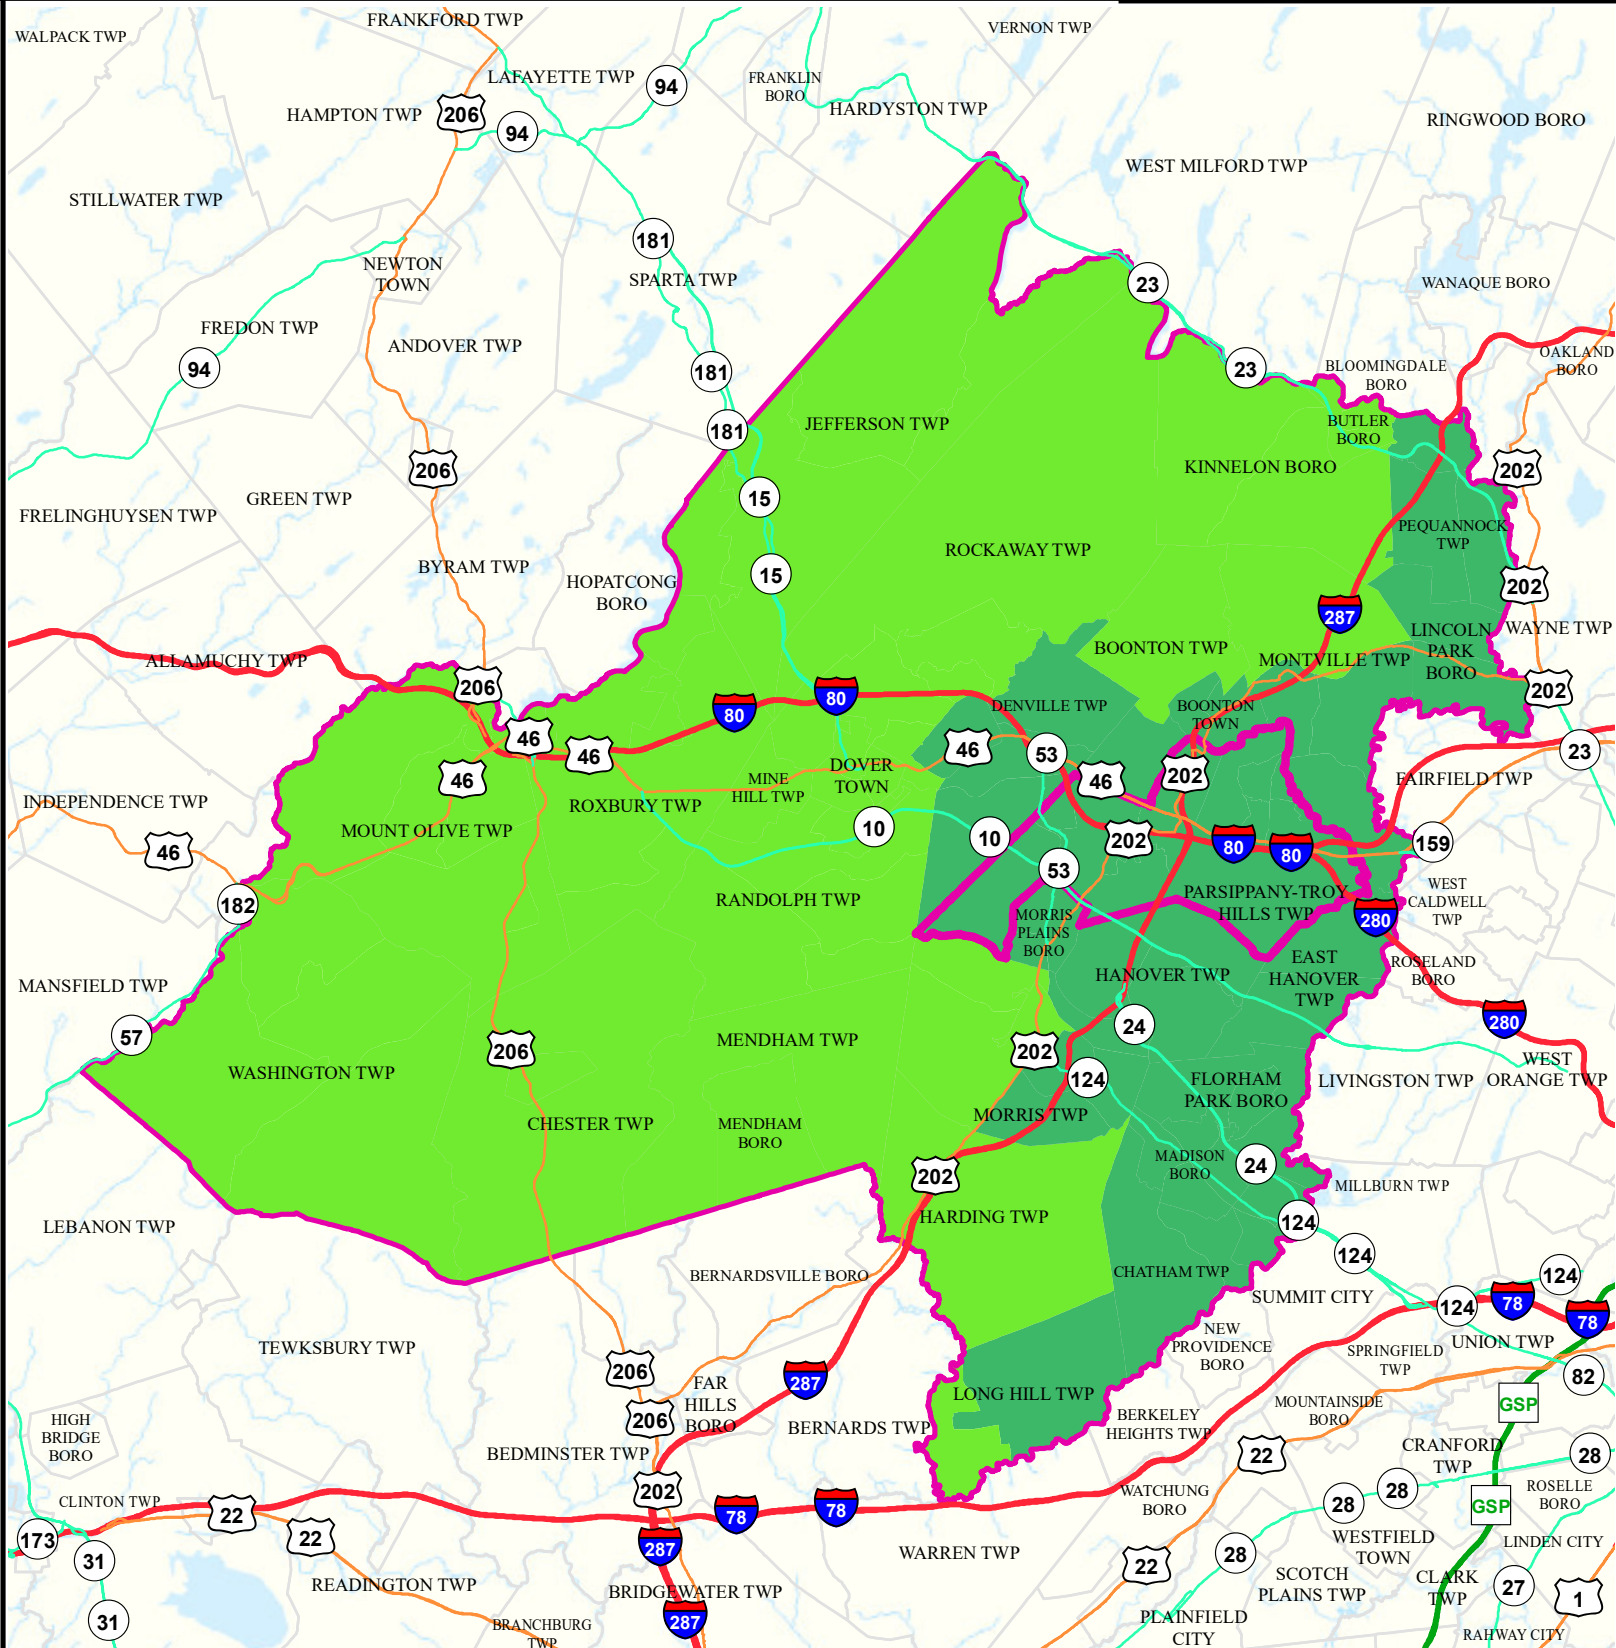 FRANKFORD TWP
WALPACK TWP
VERNON TWP
LAFAYETTE TWP
FRANKLIN
BORO
94
HARDYSTON TWP
HAMPTON TWP
206
94
RINGWOOD BORO
WEST MILFORD TWP
STILLWATER TWP
181
NEWTON
TOWN
SPARTA TWP
23
WANAQUE BORO
FREDON TWP
94
ANDOVER TWP
181
23
BLOOMINGDALE
BORO
OAKLAND
BORO
181
JEFFERSON TWP
BUTLER
BORO
206
KINNELON BORO
202
GREEN TWP
15
FRELINGHUYSEN TWP
PEQUANNOCK
TWP
ROCKAWAY TWP
BYRAM TWP
15
HOPATCONG
BORO
202
287
LINCOLN
PARK
BORO
WAYNE TWP
ALLAMUCHY TWP
BOONTON TWP
MONTVILLE TWP
206
80
80
DENVILLE TWP
BOONTON
TOWN
202
46
46
46
53
23
46
MINE
HILL TWP
DOVER
TOWN
46
202
FAIRFIELD TWP
INDEPENDENCE TWP
ROXBURY TWP
MOUNT OLIVE TWP
10
10
202
80
80
159
46
53
182
RANDOLPH TWP
PARSIPPANY-TROY
HILLS TWP
WEST
CALDWELL
TWP
280
MORRIS
PLAINS
BORO
MANSFIELD TWP
HANOVER TWP
EAST
HANOVER
TWP
ROSELAND
BORO
57
206
MENDHAM TWP
202
24
280
WASHINGTON TWP
124
FLORHAM
PARK BORO
LIVINGSTON TWP
WEST
ORANGE TWP
CHESTER TWP
MENDHAM
BORO
MORRIS TWP
202
MADISON
BORO
24
MILLBURN TWP
LEBANON TWP
HARDING TWP
124
124
BERNARDSVILLE BORO
CHATHAM TWP
124
SUMMIT CITY
124
78
78
TEWKSBURY TWP
NEW
PROVIDENCE
BORO
SPRINGFIELD
TWP
UNION TWP
206
287
82
FAR
HILLS
BORO
LONG HILL TWP
GSP
206
MOUNTAINSIDE
BORO
HIGH
BRIDGE
BORO
BERNARDS TWP
BERKELEY
HEIGHTS TWP
BEDMINSTER TWP
22
CRANFORD
TWP
28
202
CLINTON TWP
22
78
78
WATCHUNG
BORO
28
28
GSP
ROSELLE
BORO
173
22
31
287
WARREN TWP
28
WESTFIELD
TOWN
LINDEN CITY
READINGTON TWP
BRIDGEWATER TWP
22
SCOTCH
PLAINS TWP
CLARK
TWP
27
1
31
287
BRANCHBURG
TWP
PLAINFIELD
CITY
RAHWAY CITY